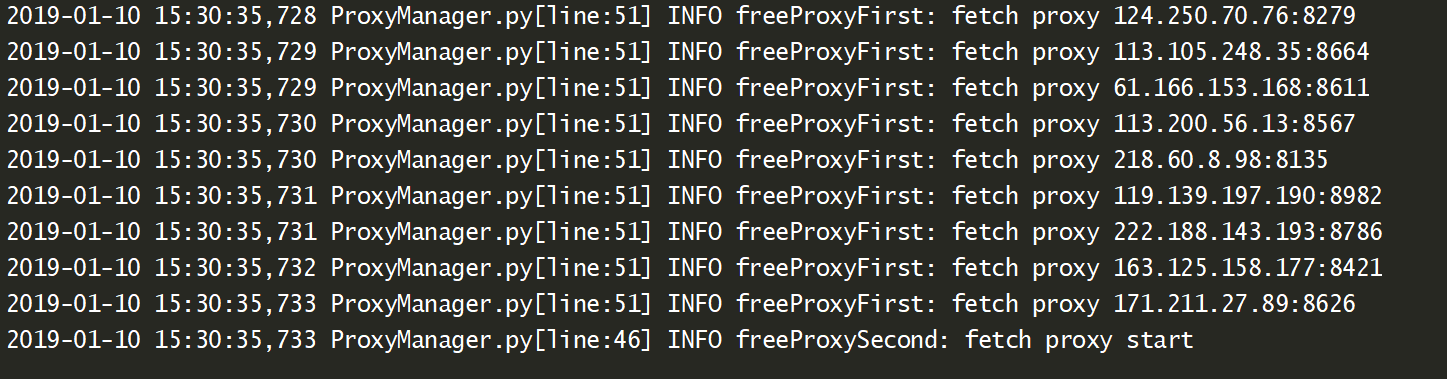 2019-01-10 15:30:35,728 ProxyManager.py[line:51] INFO freeProxyFirst: fetch proxy 124.250.70.76:8279
2019-01-10 15:30:35,729 ProxyManager.py[line:51] INFO freeProxyFirst: fetch proxy 113.105.248.35:8664
2019-01-10 15:30:35,729 ProxyManager.py[line:51] INFO freeProxyFirst: fetch proxy 61.166.153.168:8611
2019-01-10 15:30:35,730 ProxyManager.py[line:51] INFO freeProxyFirst: fetch proxy 113.200.56.13:8567
2019-01-10 15:30:35,730 ProxyManager.py[line:51] INFO freeProxyFirst: fetch proxy 218.60.8.98:8135
2019-01-10 15:30:35,731 ProxyManager.py[line:51] INFO freeProxyFirst: fetch proxy 119.139.197.190:8982
2019-01-10 15:30:35,731 ProxyManager.py[line:51] INFO freeProxyFirst: fetch proxy 222.188.143.193:8786
2019-01-10 15:30:35,732 ProxyManager.py[line:51] INFO freeProxyFirst: fetch proxy 163.125.158.177:8421
2019-01-10 15:30:35,733 ProxyManager.py[line:51] INFO freeProxyFirst: fetch proxy 171.211.27.89:8626
2019-01-10 15:30:35,733 ProxyManager.py[line:46] INFO freeProxySecond: fetch proxy start